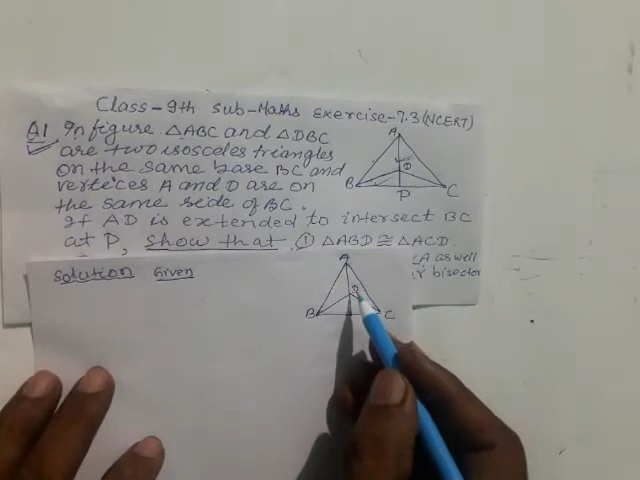 Class-9th Sub-Maths Exercise-7.3(NCERT)
Q1 In figure △ABC and △DBC
are two isosceles triangles
on the same base BC and
vertices A and D are on
the same side of BC.
If AD is extended to intersect BC
at P, show that ① △ABD ≅ △ACD.
∠A as well
bisector
A
D
B
P
C
Solution Given
A
D
B
C